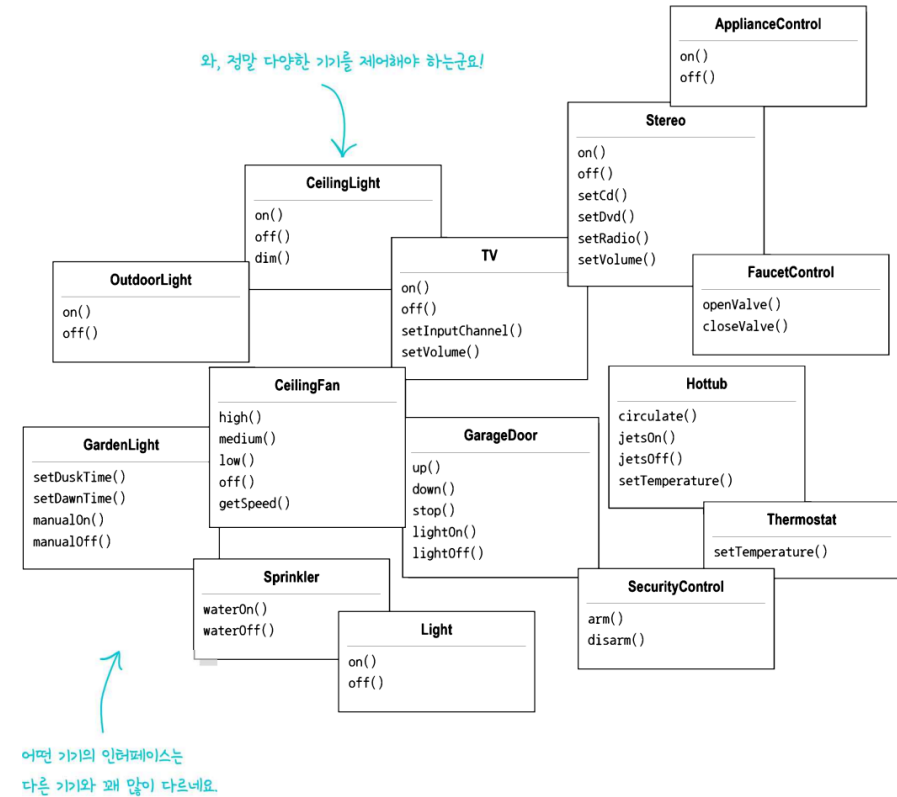 와, 정말 다양한 기기를 제어해야 하는군요!
ApplianceControl
on()
off()
Stereo
on()
off()
setCd()
setDvd()
setRadio()
setVolume()
CeilingLight
on()
off()
dim()
TV
on()
off()
setInputChannel()
setVolume()
OutdoorLight
on()
off()
FaucetControl
openValve()
closeValve()
CeilingFan
high()
medium()
low()
off()
getSpeed()
Hottub
circulate()
jetsOn()
jetsOff()
setTemperature()
GardenLight
setDuskTime()
setDawnTime()
manualOn()
manualOff()
GarageDoor
up()
down()
stop()
lightOn()
lightOff()
Thermostat
setTemperature()
Sprinkler
waterOn()
waterOff()
SecurityControl
arm()
disarm()
Light
on()
off()
어떤 기기의 인터페이스는
다른 기기와 꽤 많이 다르네요.